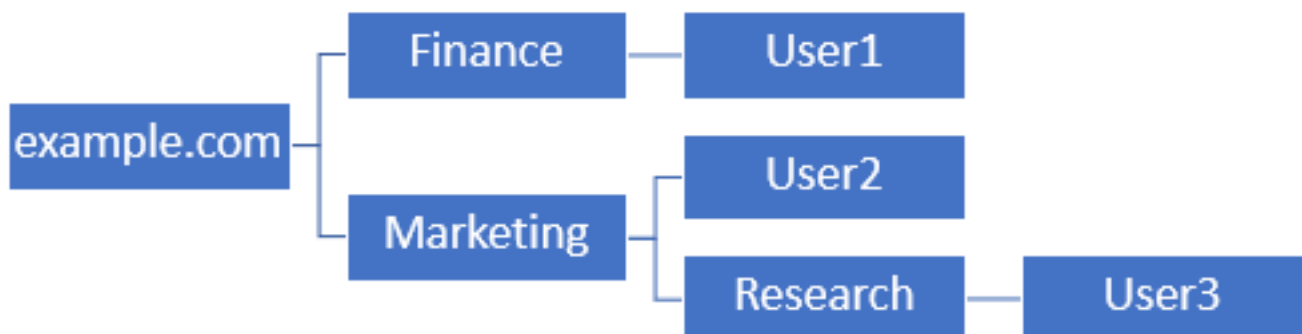 example.com
Finance
User1
Marketing
User2
Research
User3